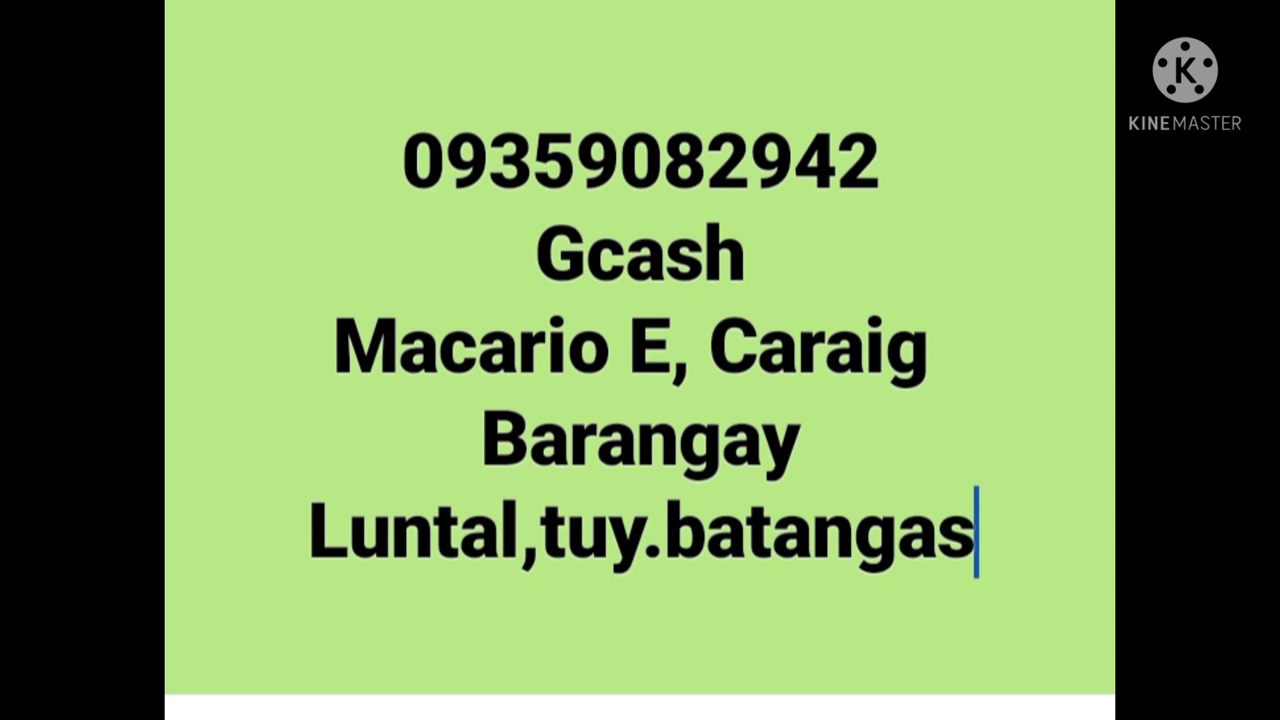 09359082942
Gcash
Macario E, Caraig
Barangay
Luntal,tuy.batangas
K
KINEMASTER